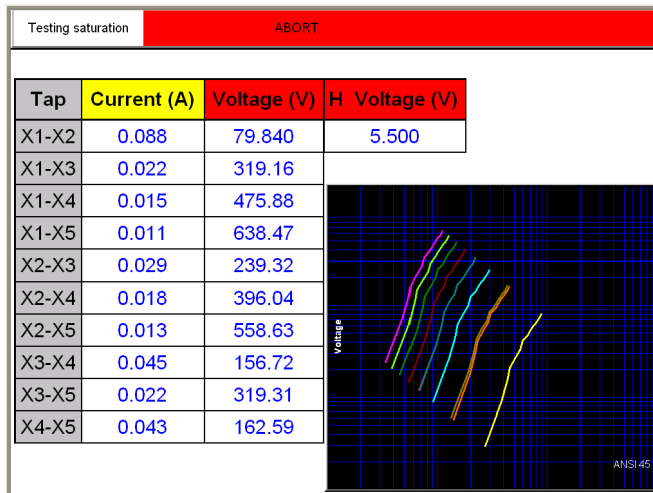 Testing saturation ABORT
Tap Current (A) Voltage (V) H Voltage (V)
X1-X2 0.088 79.840 5.500
X1-X3 0.022 319.16
X1-X4 0.015 475.88
X1-X5 0.011 638.47
X2-X3 0.029 239.32
X2-X4 0.018 396.04
X2-X5 0.013 558.63
X3-X4 0.045 156.72
X3-X5 0.022 319.31
X4-X5 0.043 162.59
Voltage
ANSI 45